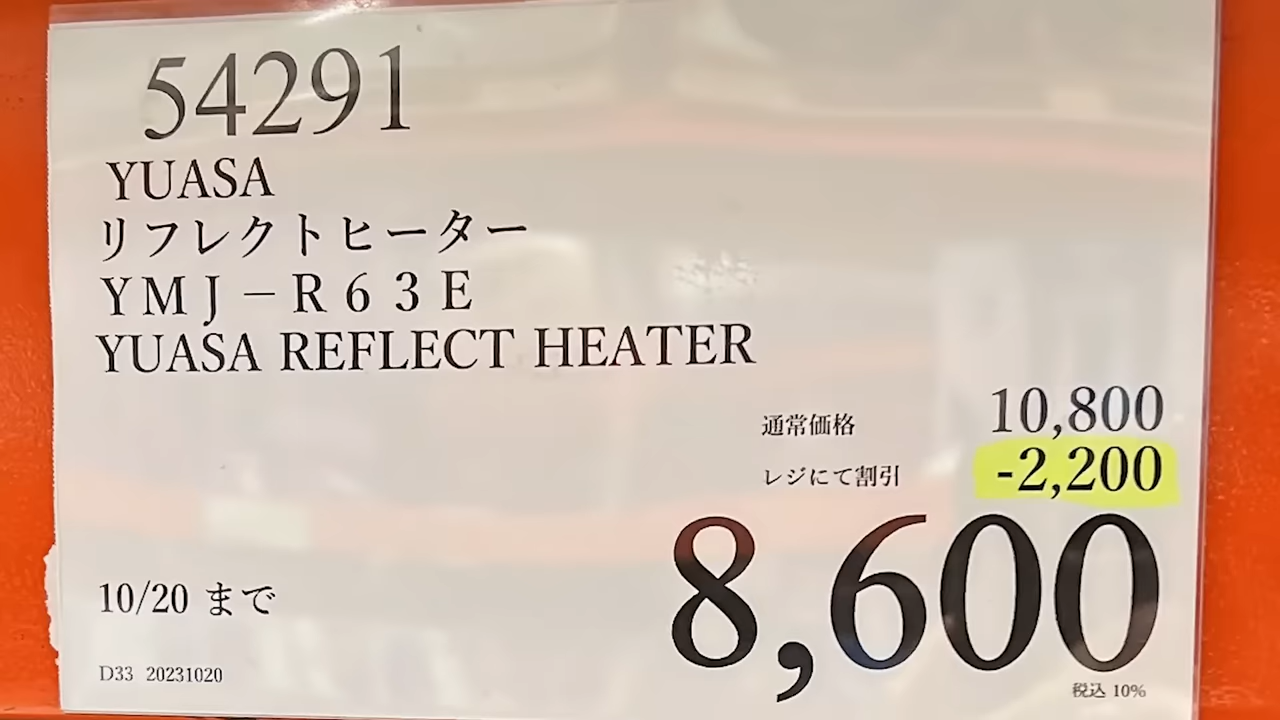 54291
YUASA
リフレクトヒーター
ＹＭＪ－Ｒ６３Ｅ
YUASA REFLECT HEATER
通常価格 10,800
レジにて割引 -2,200
8,600
10/20 まで
D33 20231020
税込 10%